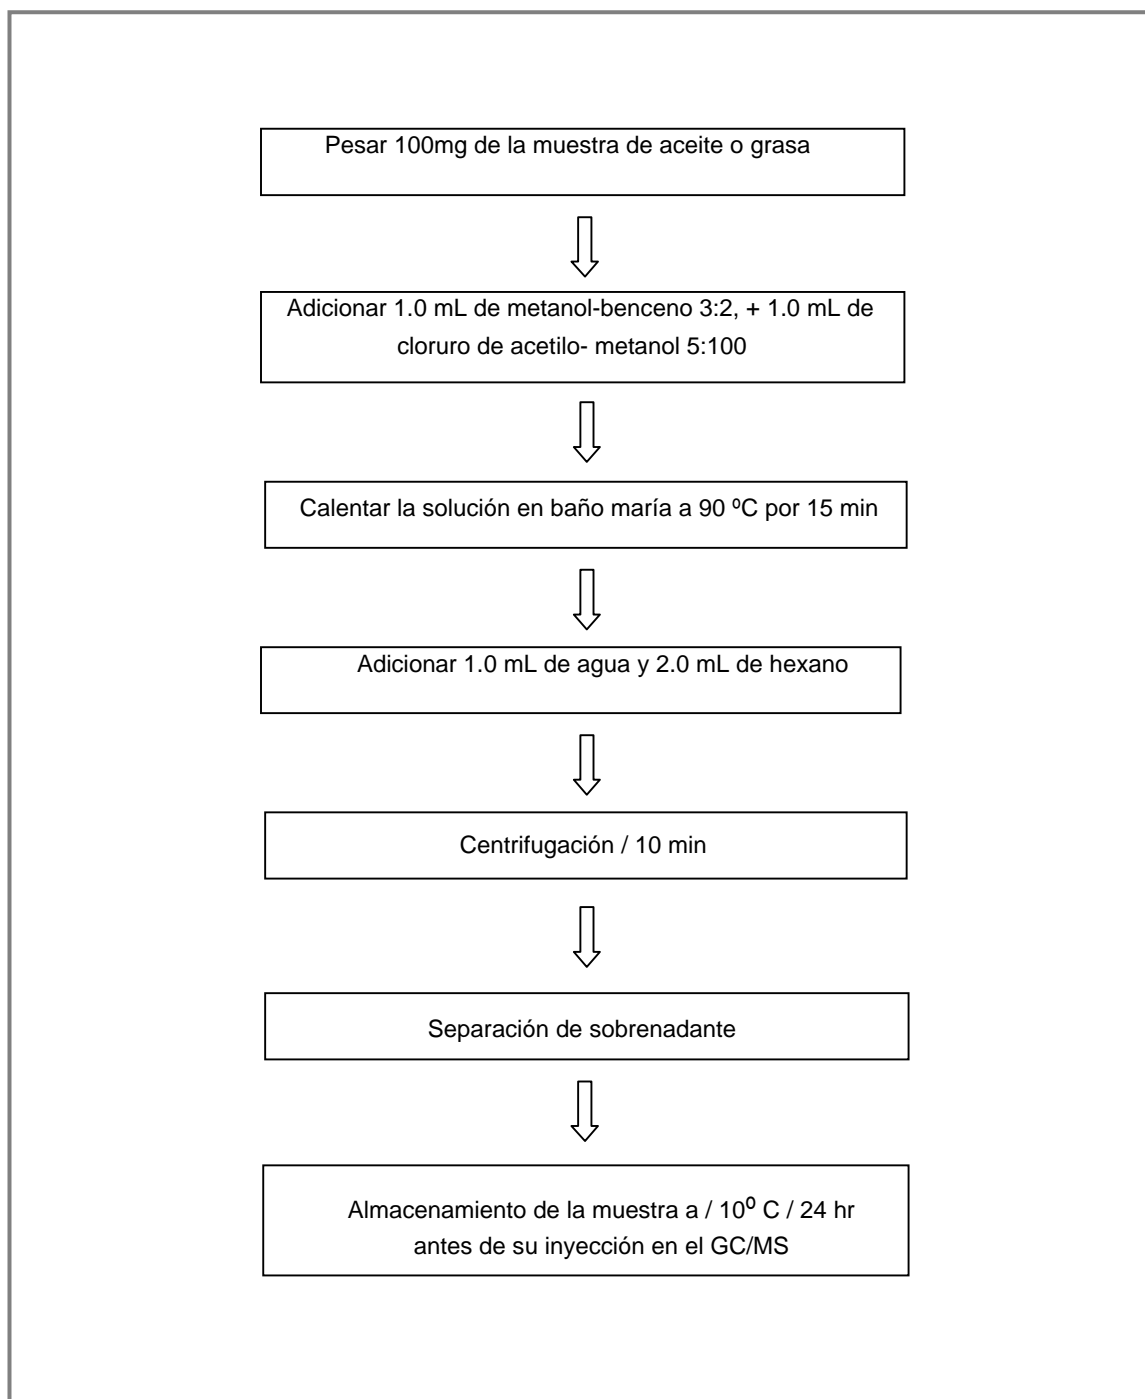 Pesar 100mg de la muestra de aceite o grasa
Adicionar 1.0 mL de metanol-benceno 3:2, + 1.0 mL de
cloruro de acetilo- metanol 5:100
Calentar la solución en baño maría a 90 ºC por 15 min
Adicionar 1.0 mL de agua y 2.0 mL de hexano
Centrifugación / 10 min
Separación de sobrenadante
Almacenamiento de la muestra a / 10⁰ C / 24 hr
antes de su inyección en el GC/MS